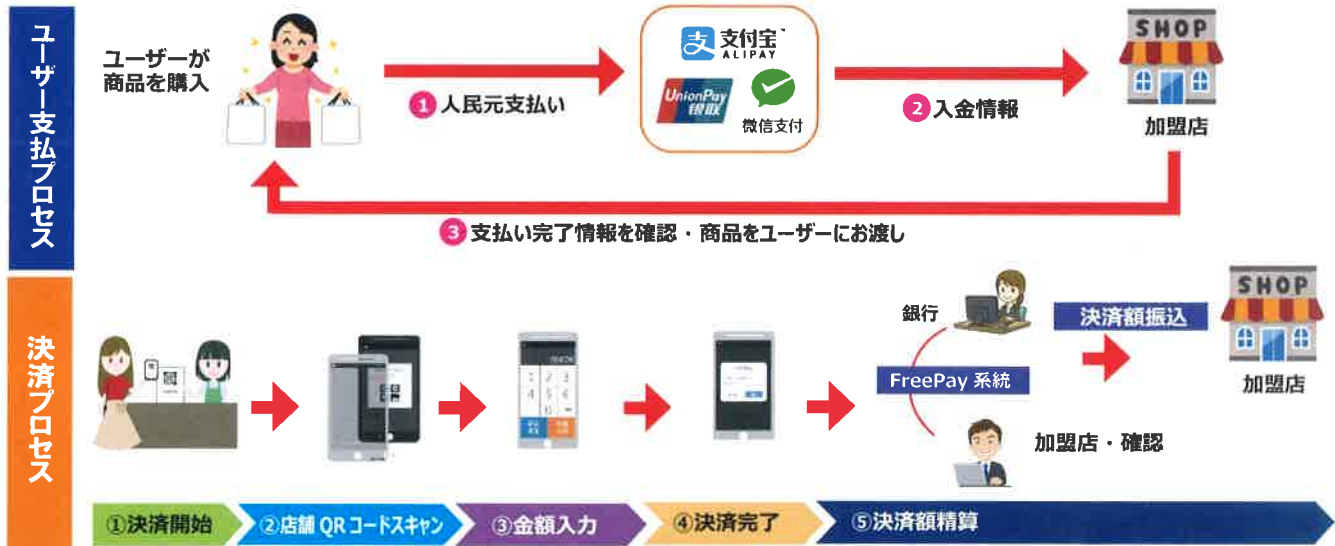 ユーザー支払プロセス
ユーザーが
商品を購入
① 人民元支払い
支付宝
ALIPAY
UnionPay
银联
微信支付
② 入金情報
SHOP
加盟店
③ 支払い完了情報を確認・商品をユーザーにお渡し
決済プロセス
銀行
FreePay 系統
加盟店・確認
決済額振込
SHOP
加盟店
①決済開始
②店舗 QR コードスキャン
③金額入力
④決済完了
⑤決済額精算